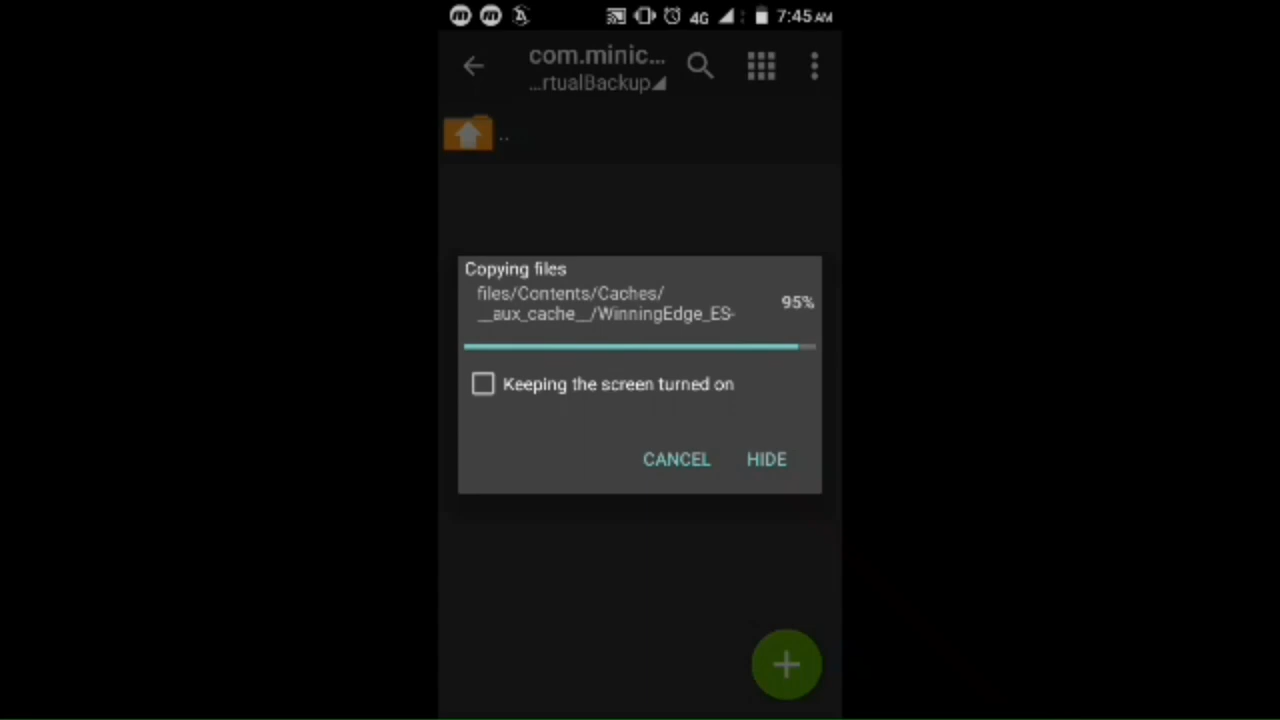 4G 7:45 AM
com.minic...
...rtualBackup
..
Copying files
files/Contents/Caches/
__aux_cache__/WinningEdge_ES-
95%
Keeping the screen turned on
CANCEL HIDE